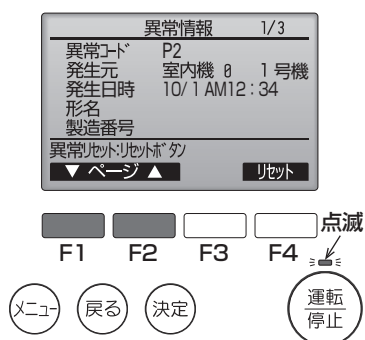 異常情報 1/3
異常コード P2
発生元 室内機 0 1号機
発生日時 10/ 1 AM12:34
形名
製造番号
異常リセット:リセットボタン
▼ ページ ▲ リセット
点滅
F1 F2 F3 F4
メニュー 戻る 決定 運転
停止